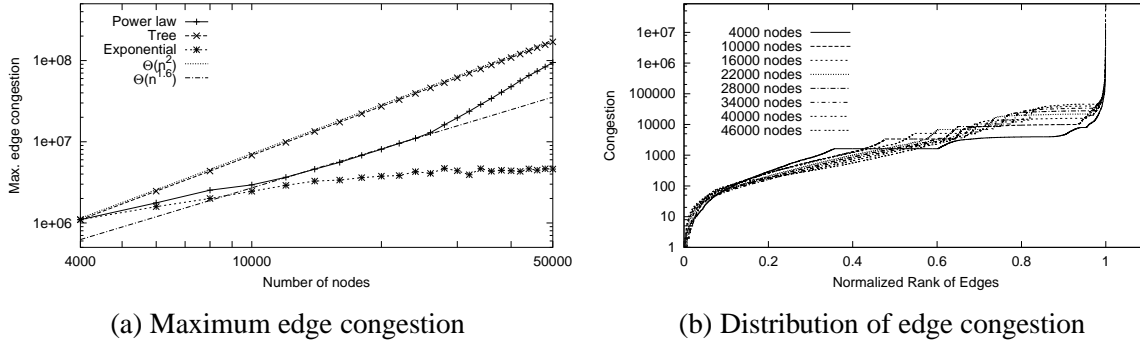 Max. edge congestion
1e+08
1e+07
1e+06
Power law
Tree
Exponential
Θ(n^2)
Θ(n^1.6)
4000
10000
50000
Number of nodes
(a) Maximum edge congestion
Congestion
1e+07
100000
10000
1000
100
10
1
4000 nodes
10000 nodes
16000 nodes
22000 nodes
28000 nodes
34000 nodes
40000 nodes
46000 nodes
0
0.2
0.4
0.6
0.8
1
Normalized Rank of Edges
(b) Distribution of edge congestion